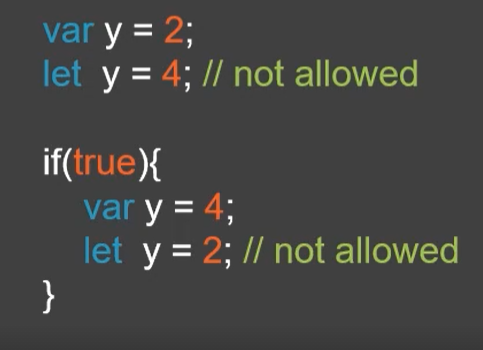 var y = 2;
let y = 4; // not allowed
if(true){
var y = 4;
let y = 2; // not allowed
}